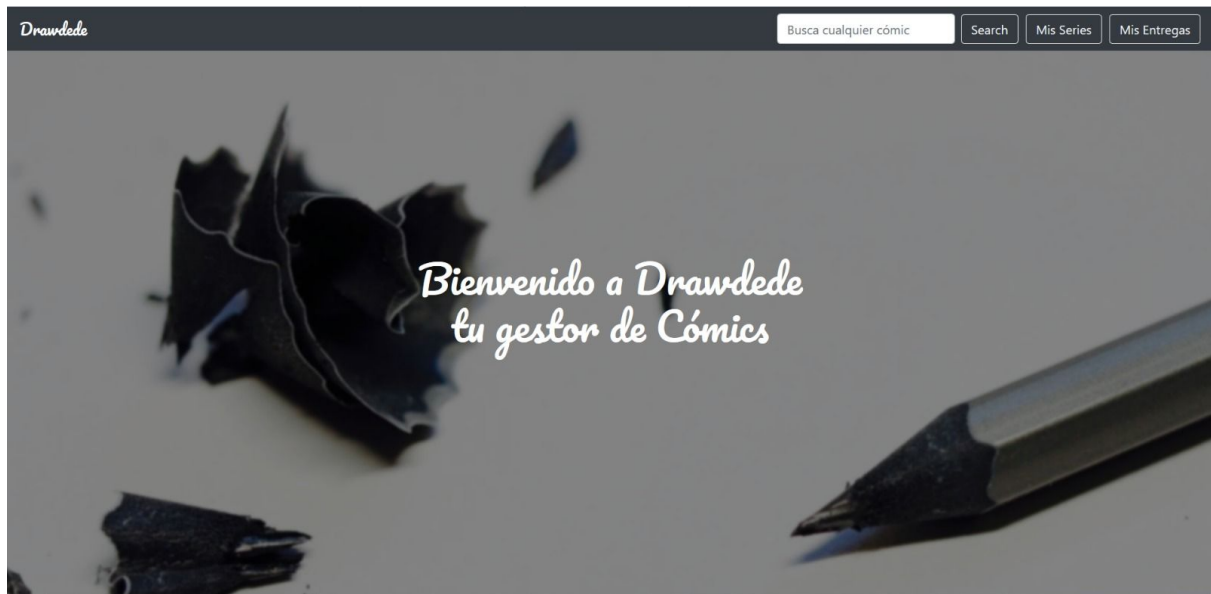 Drawdede
Busca cualquier cómic
Search
Mis Series
Mis Entregas
Bienvenido a Drawdede
tu gestor de Cómics